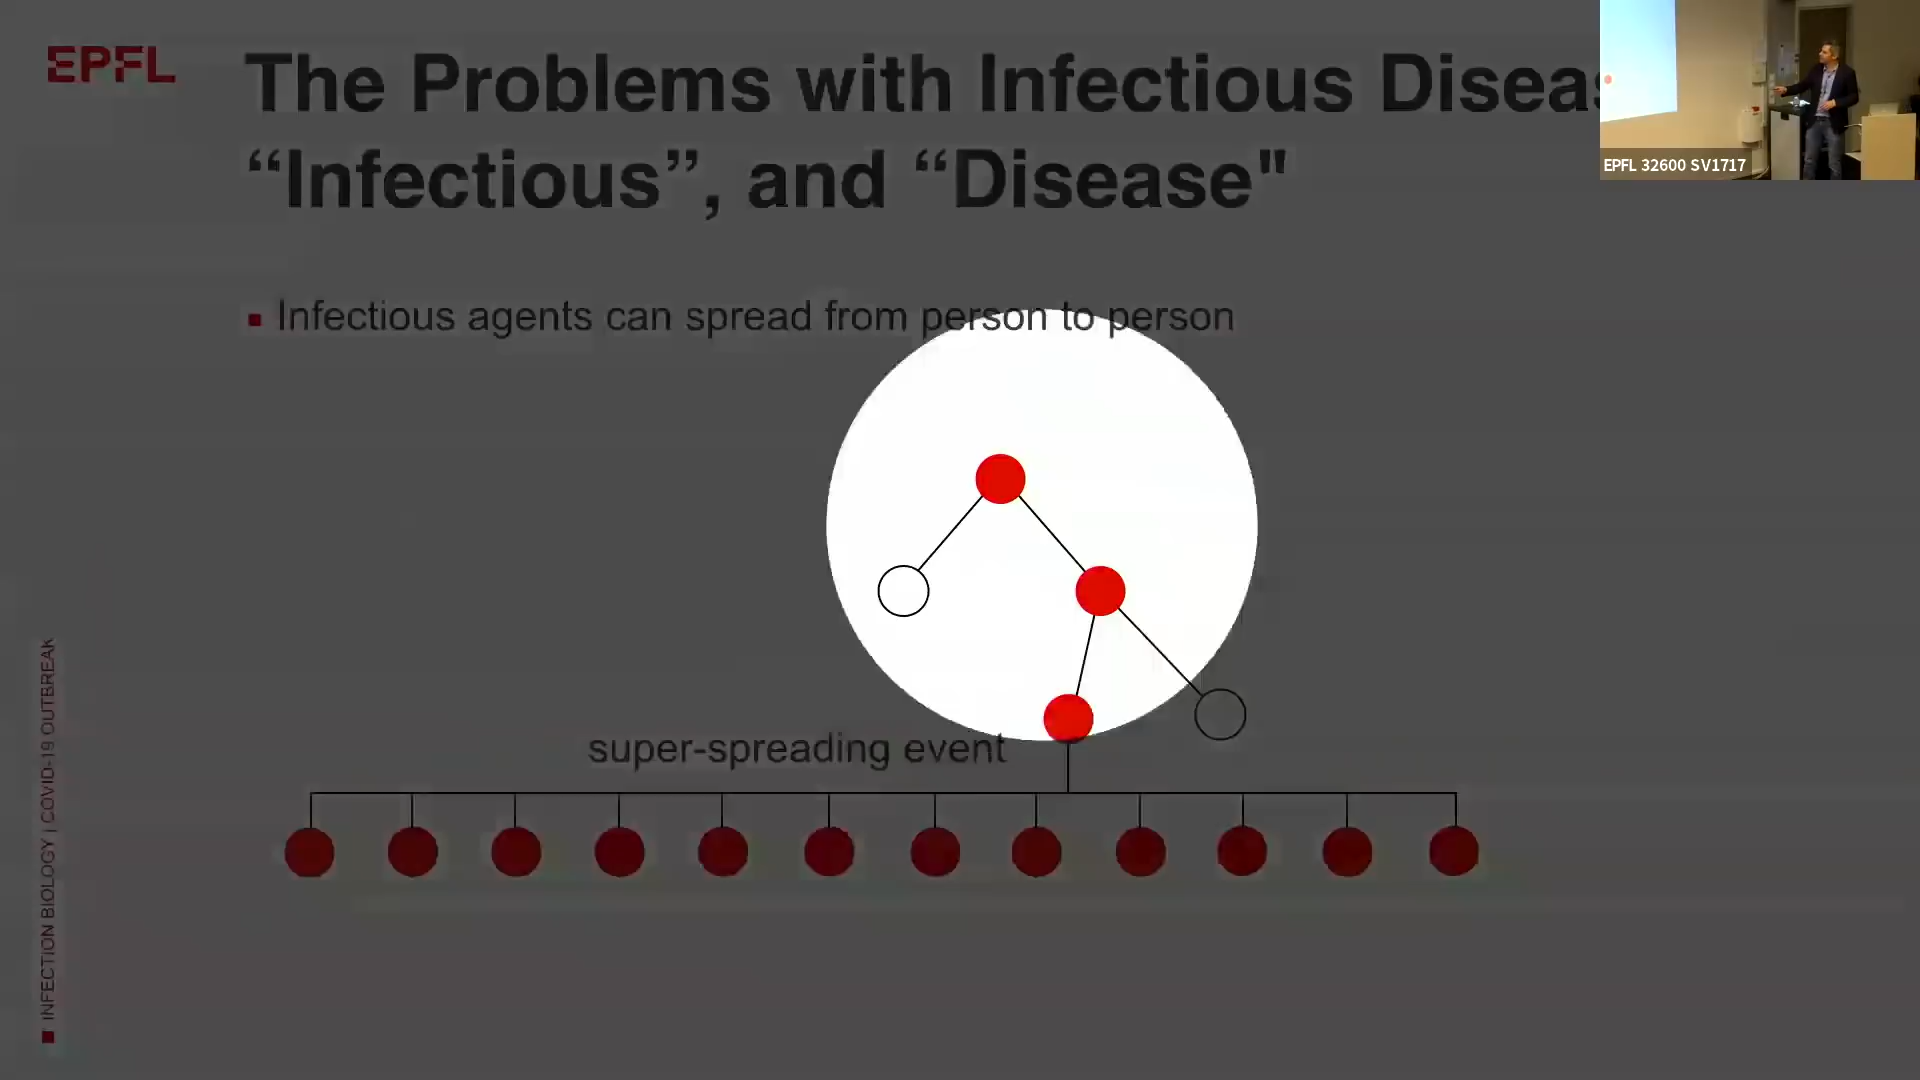 EPFL
The Problems with Infectious Diseas
“Infectious”, and “Disease"
EPFL 32600 SV1717
Infectious agents can spread from person to person
super-spreading event
INFECTION BIOLOGY | COVID-19 OUTBREAK